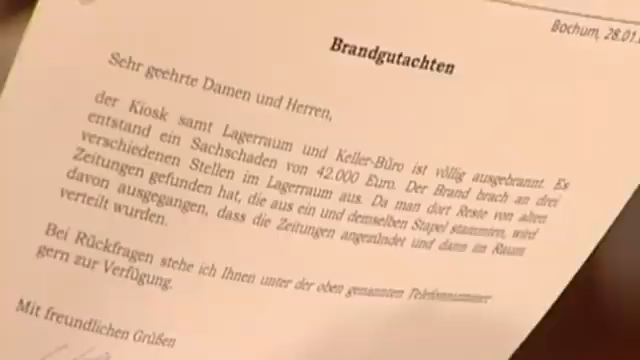 Bochum, 28.01.
Brandgutachten
Sehr geehrte Damen und Herren,
der Kiosk samt Lagerraum und Keller-Büro ist völlig ausgebrannt. Es
entstand ein Sachschaden von 42.000 Euro. Der Brand brach an drei
verschiedenen Stellen im Lagerraum aus. Da man dort Reste von alten
Zeitungen gefunden hat, die aus ein und demselben Stapel stammten, wird
davon ausgegangen, dass die Zeitungen angezündet und dann im Raum
verteilt wurden.
Bei Rückfragen stehe ich Ihnen unter der oben genannten Telefonnummer
gern zur Verfügung.
Mit freundlichen Grüßen